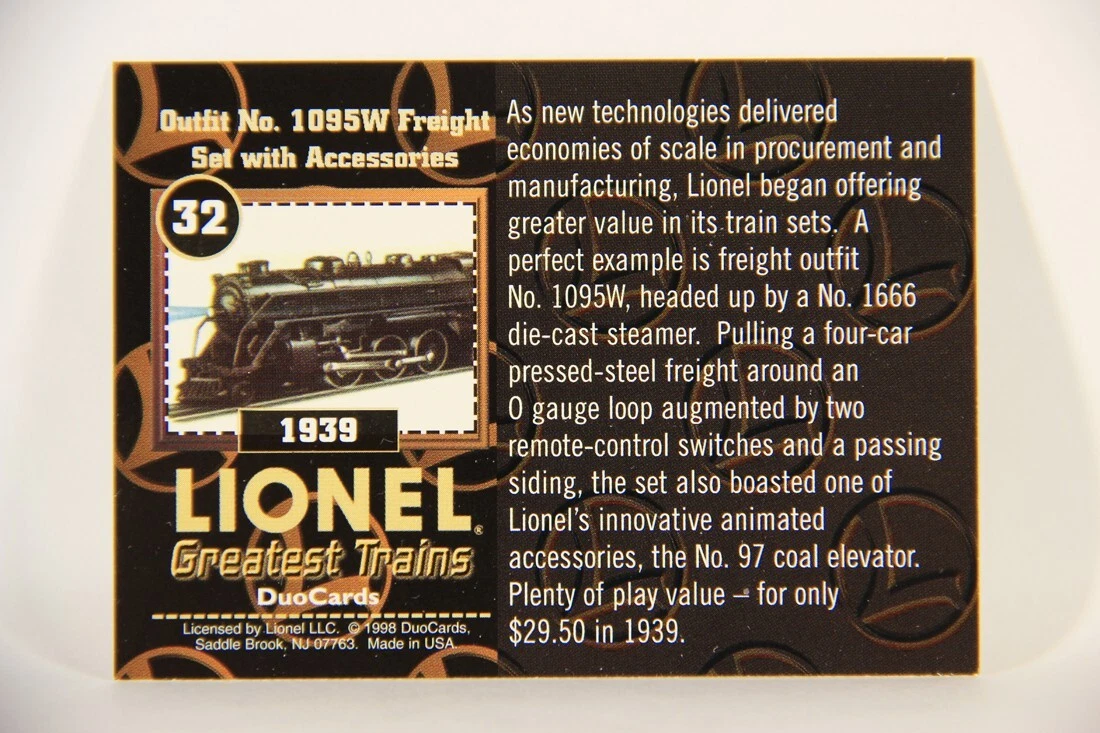 Outfit No. 1095W Freight
Set with Accessories
32
1939
LIONEL®
Greatest Trains
DuoCards
Licensed by Lionel LLC. © 1998 DuoCards,
Saddle Brook, NJ 07763. Made in USA.
As new technologies delivered
economies of scale in procurement and
manufacturing, Lionel began offering
greater value in its train sets. A
perfect example is freight outfit
No. 1095W, headed up by a No. 1666
die-cast steamer. Pulling a four-car
pressed-steel freight around an
O gauge loop augmented by two
remote-control switches and a passing
siding, the set also boasted one of
Lionel's innovative animated
accessories, the No. 97 coal elevator.
Plenty of play value – for only
$29.50 in 1939.